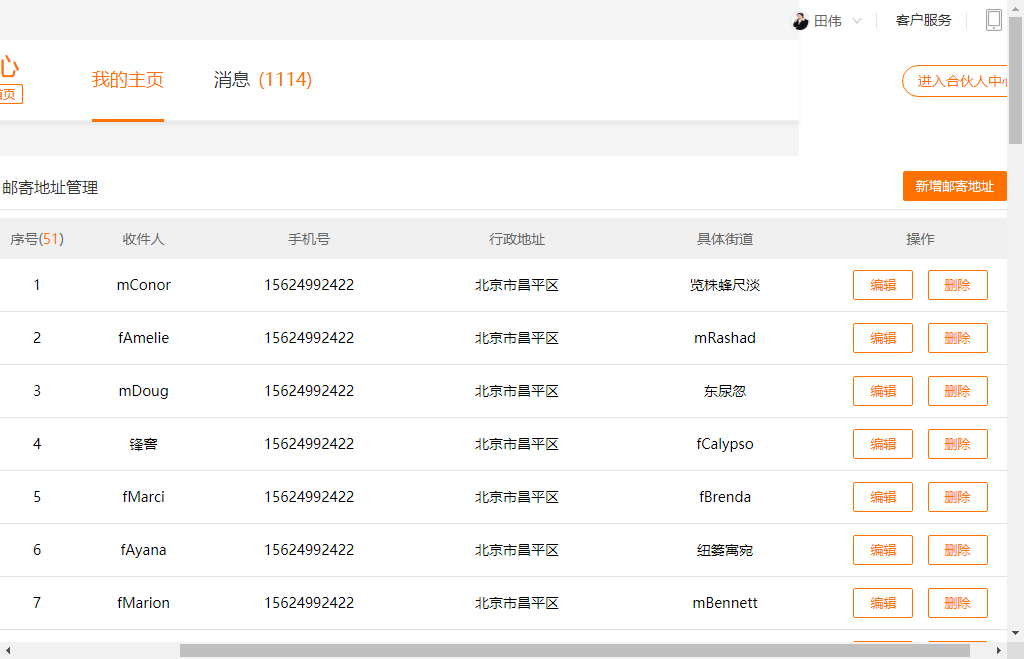 田伟 客户服务
心
我的主页 消息 (1114) 进入合伙人中心
首页
邮寄地址管理 新增邮寄地址
序号(51) 收件人 手机号 行政地址 具体街道 操作
1 mConor 15624992422 北京市昌平区 览株蜂尺淡 编辑 删除
2 fAmelie 15624992422 北京市昌平区 mRashad 编辑 删除
3 mDoug 15624992422 北京市昌平区 东尿忽 编辑 删除
4 锋窖 15624992422 北京市昌平区 fCalypso 编辑 删除
5 fMarci 15624992422 北京市昌平区 fBrenda 编辑 删除
6 fAyana 15624992422 北京市昌平区 纽篓寓宛 编辑 删除
7 fMarion 15624992422 北京市昌平区 mBennett 编辑 删除